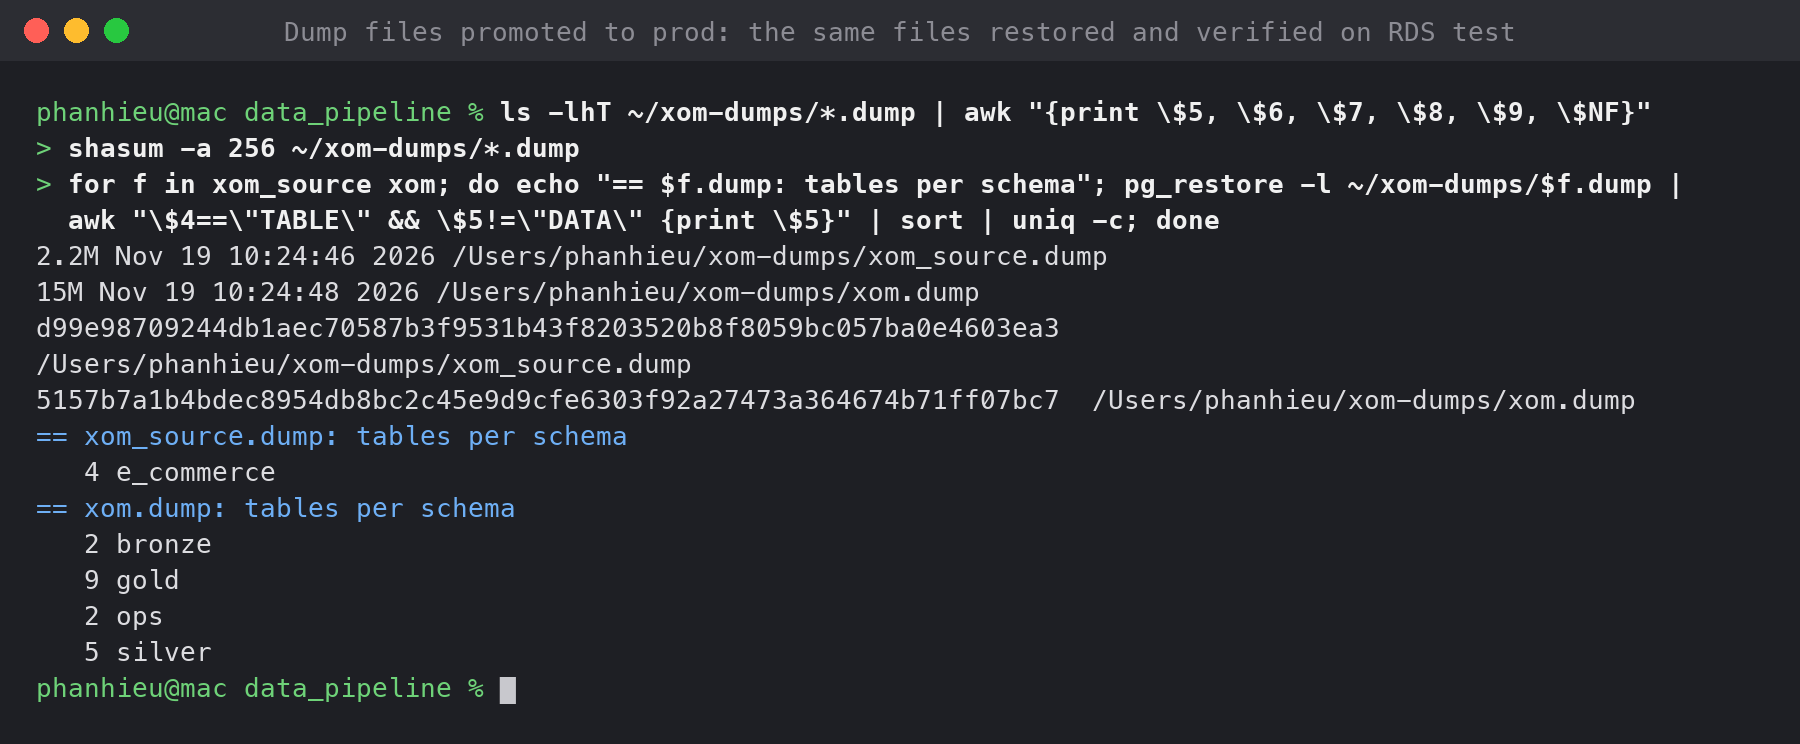 Dump files promoted to prod: the same files restored and verified on RDS test
phanhieu@mac data_pipeline % ls -lhT ~/xom-dumps/*.dump | awk "{print \$5, \$6, \$7, \$8, \$9, \$NF}"
> shasum -a 256 ~/xom-dumps/*.dump
> for f in xom_source xom; do echo "== $f.dump: tables per schema"; pg_restore -l ~/xom-dumps/$f.dump |
awk "\$4==\"TABLE\" && \$5!=\"DATA\" {print \$5}" | sort | uniq -c; done
2.2M Nov 19 10:24:46 2026 /Users/phanhieu/xom-dumps/xom_source.dump
15M Nov 19 10:24:48 2026 /Users/phanhieu/xom-dumps/xom.dump
d99e98709244db1aec70587b3f9531b43f8203520b8f8059bc057ba0e4603ea3
/Users/phanhieu/xom-dumps/xom_source.dump
5157b7a1b4bdec8954db8bc2c45e9d9cfe6303f92a27473a364674b71ff07bc7  /Users/phanhieu/xom-dumps/xom.dump
== xom_source.dump: tables per schema
4 e_commerce
== xom.dump: tables per schema
2 bronze
9 gold
2 ops
5 silver
phanhieu@mac data_pipeline %